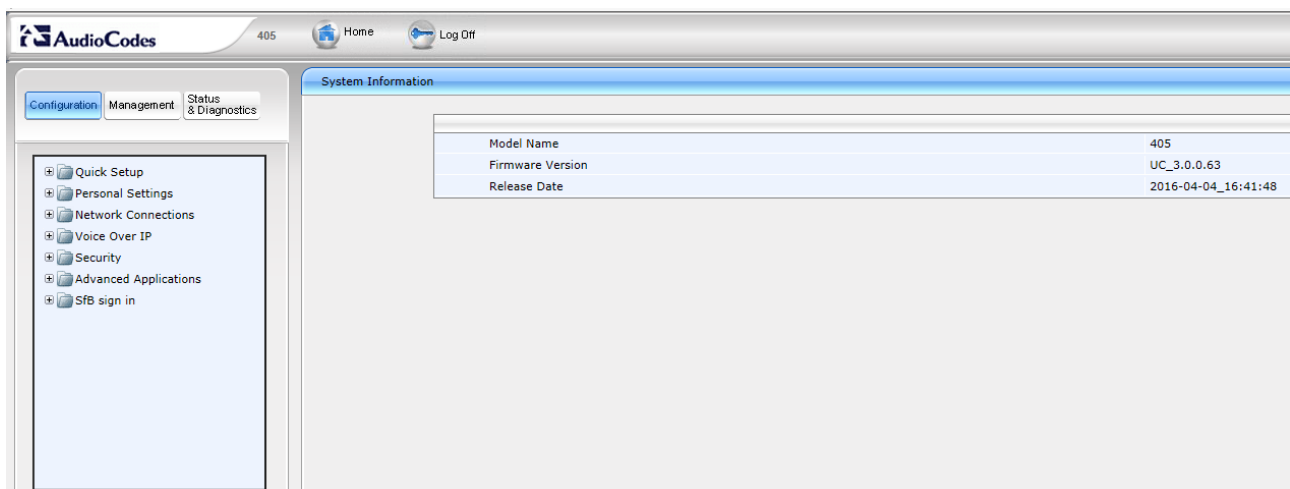 AudioCodes 405 Home Log Off
System Information
Configuration Management Status & Diagnostics
Model Name 405
Firmware Version UC_3.0.0.63
Release Date 2016-04-04_16:41:48
Quick Setup
Personal Settings
Network Connections
Voice Over IP
Security
Advanced Applications
SfB sign in